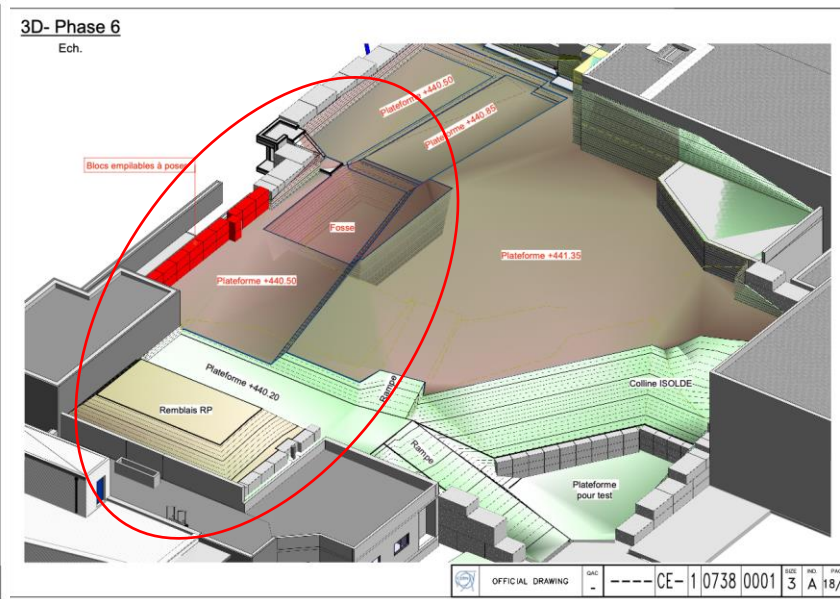 3D- Phase 6
Ech.
Plateforme +440.50
Plateforme +440.85
Blocs empilables à poser
Fosse
Plateforme +441.35
Plateforme +440.50
Plateforme +440.20
Rampe
Colline ISOLDE
Remblais RP
Rampe
Plateforme
pour test
OFFICIAL DRAWING
QAC
-
----CE-1 0738 0001
SIZE
3
IND.
A
18/